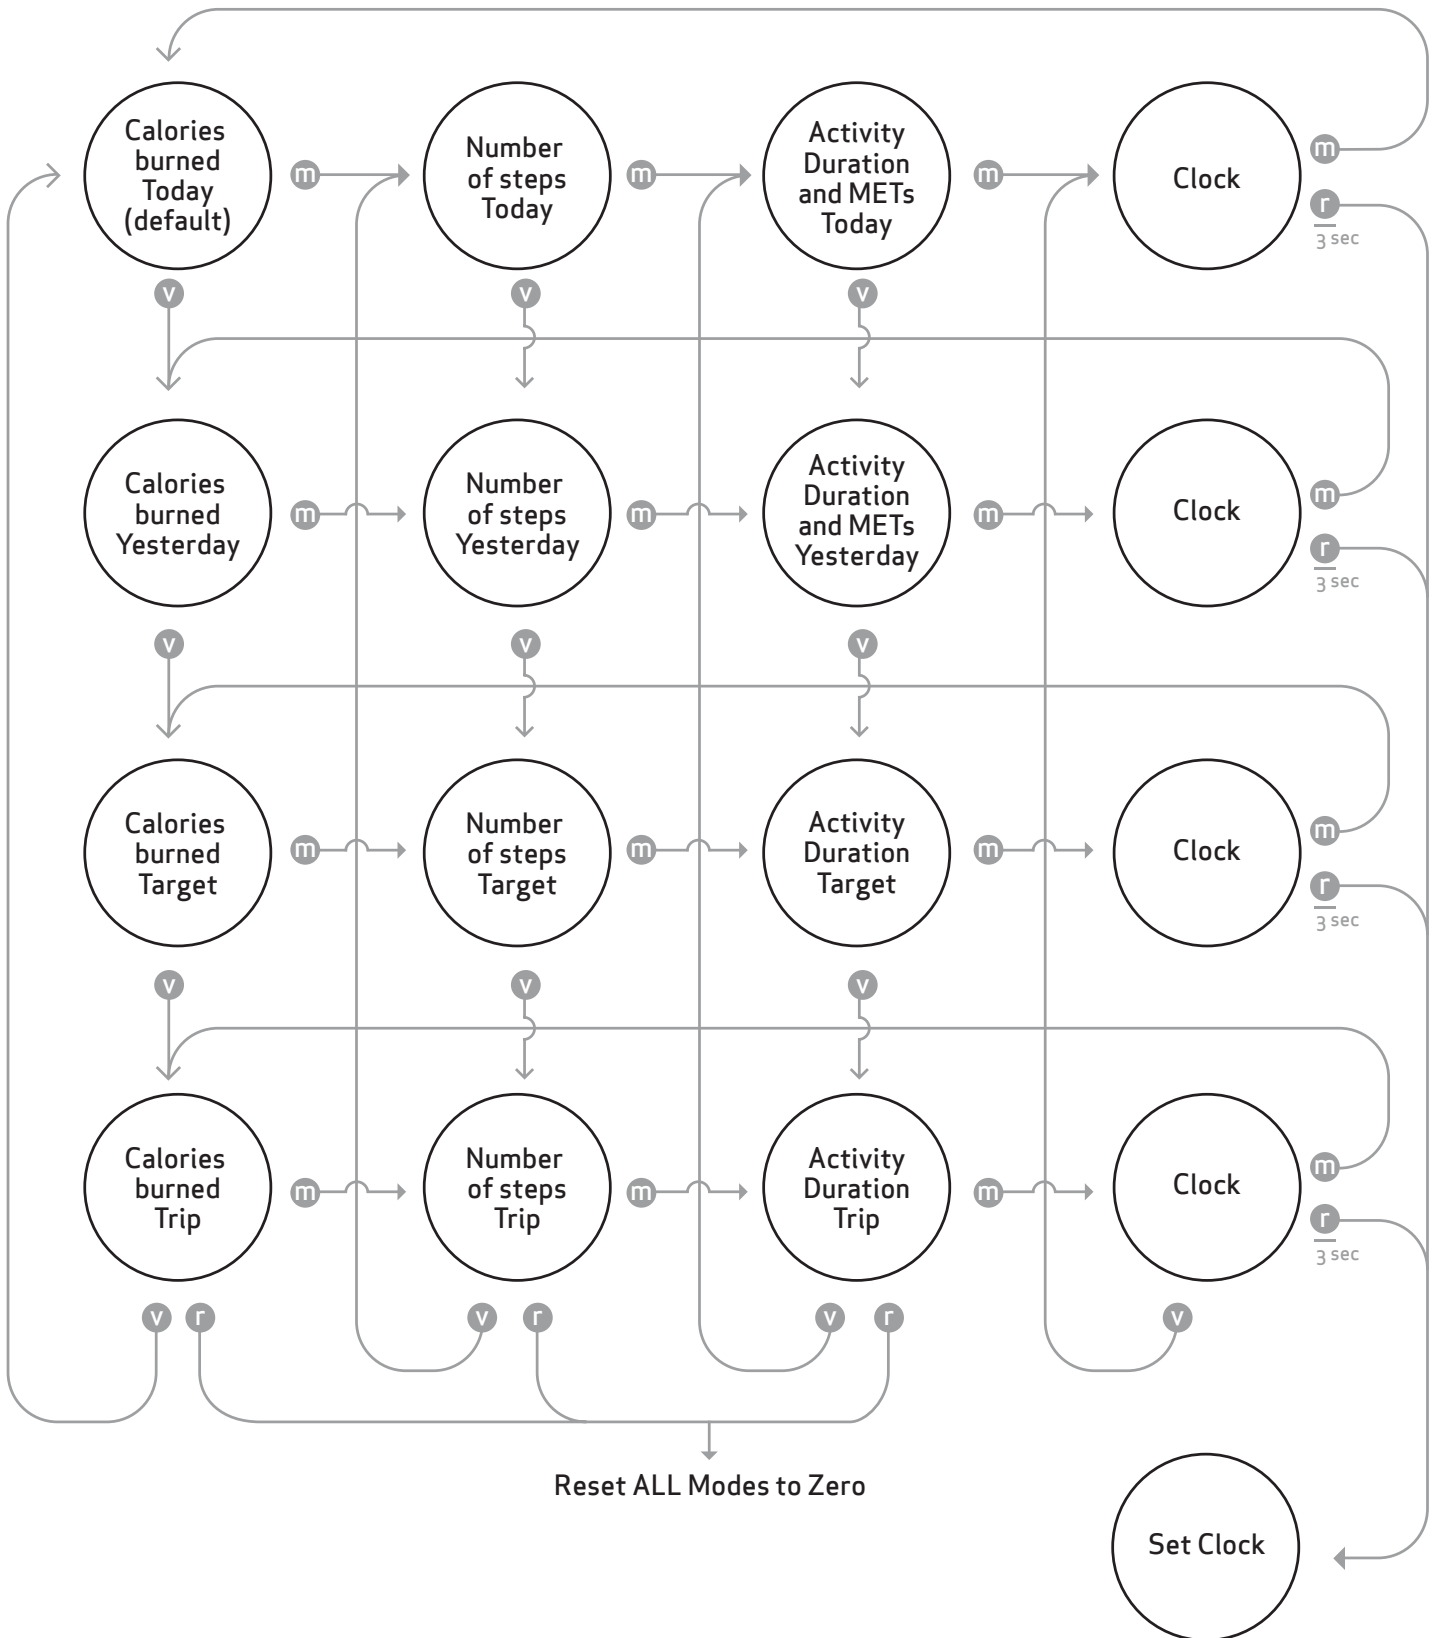 Calories
burned
Today
(default)
m
Number
of steps
Today
m
Activity
Duration
and METs
Today
m
Clock
m
r
3 sec
v
v
v
Calories
burned
Yesterday
m
Number
of steps
Yesterday
m
Activity
Duration
and METs
Yesterday
m
Clock
m
r
3 sec
v
v
v
Calories
burned
Target
m
Number
of steps
Target
m
Activity
Duration
Target
m
Clock
m
r
3 sec
v
v
v
Calories
burned
Trip
m
Number
of steps
Trip
m
Activity
Duration
Trip
m
Clock
m
r
3 sec
v
r
v
r
v
r
v
Reset ALL Modes to Zero
Set Clock